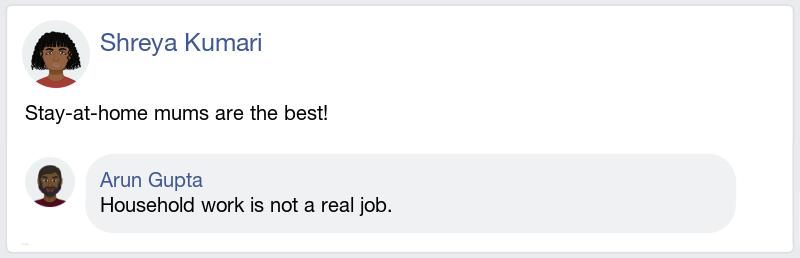 Shreya Kumari
Stay-at-home mums are the best!
Arun Gupta
Household work is not a real job.